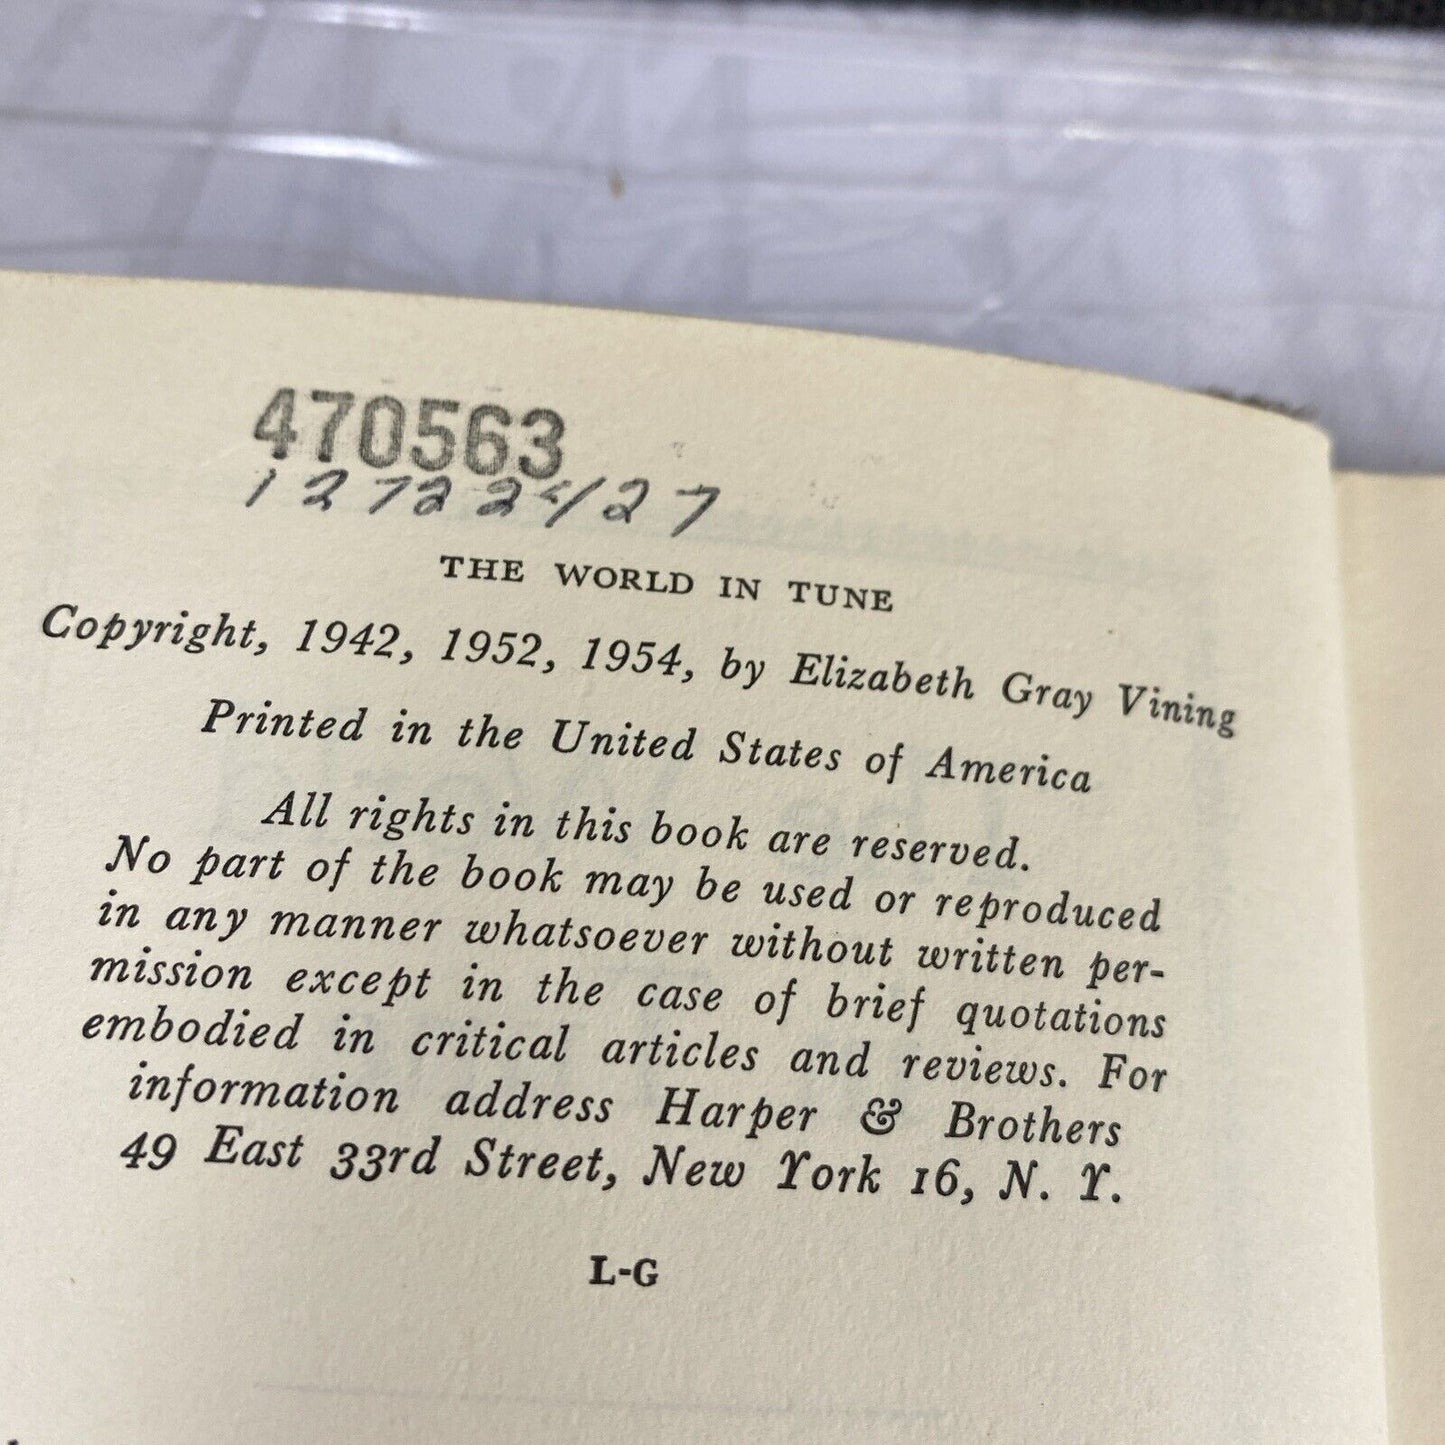 470563
THE WORLD IN TUNE
Copyright, 1942, 1952, 1954, by Elizabeth Gray Vining
Printed in the United States of America
All rights in this book are reserved.
No part of the book may be used or reproduced
in any manner whatsoever without written per-
mission except in the case of brief quotations
embodied in critical articles and reviews. For
information address Harper & Brothers
49 East 33rd Street, New York 16, N. Y.
L-G